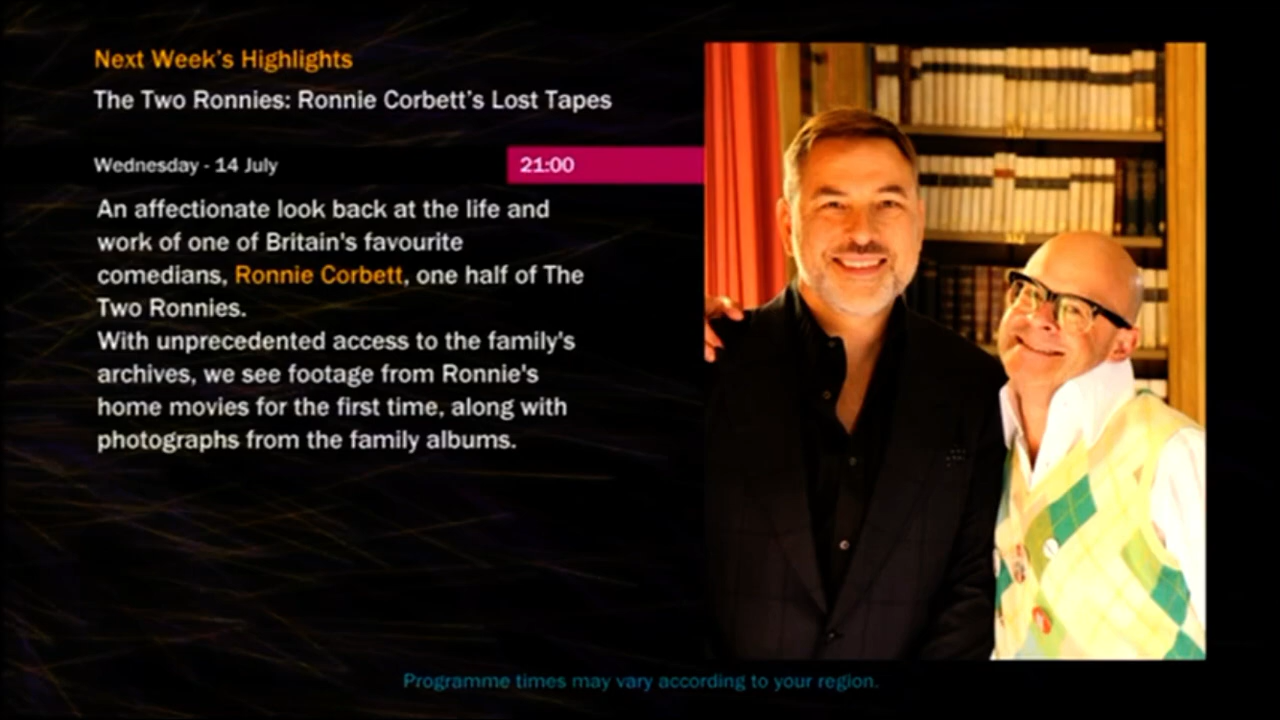 Next Week's Highlights
The Two Ronnies: Ronnie Corbett's Lost Tapes
Wednesday - 14 July
21:00
An affectionate look back at the life and
work of one of Britain's favourite
comedians, Ronnie Corbett, one half of The
Two Ronnies.
With unprecedented access to the family's
archives, we see footage from Ronnie's
home movies for the first time, along with
photographs from the family albums.
Programme times may vary according to your region.